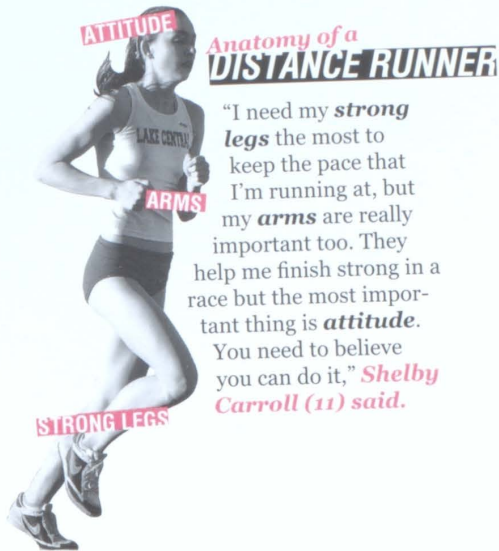 ATTITUDE
Anatomy of a
DISTANCE RUNNER
"I need my strong
legs the most to
keep the pace that
I'm running at, but
my arms are really
important too. They
help me finish strong in a
race but the most impor-
tant thing is attitude.
You need to believe
you can do it," Shelby
Carroll (11) said.
LAKE CENTRAL
ARMS
STRONG LEGS